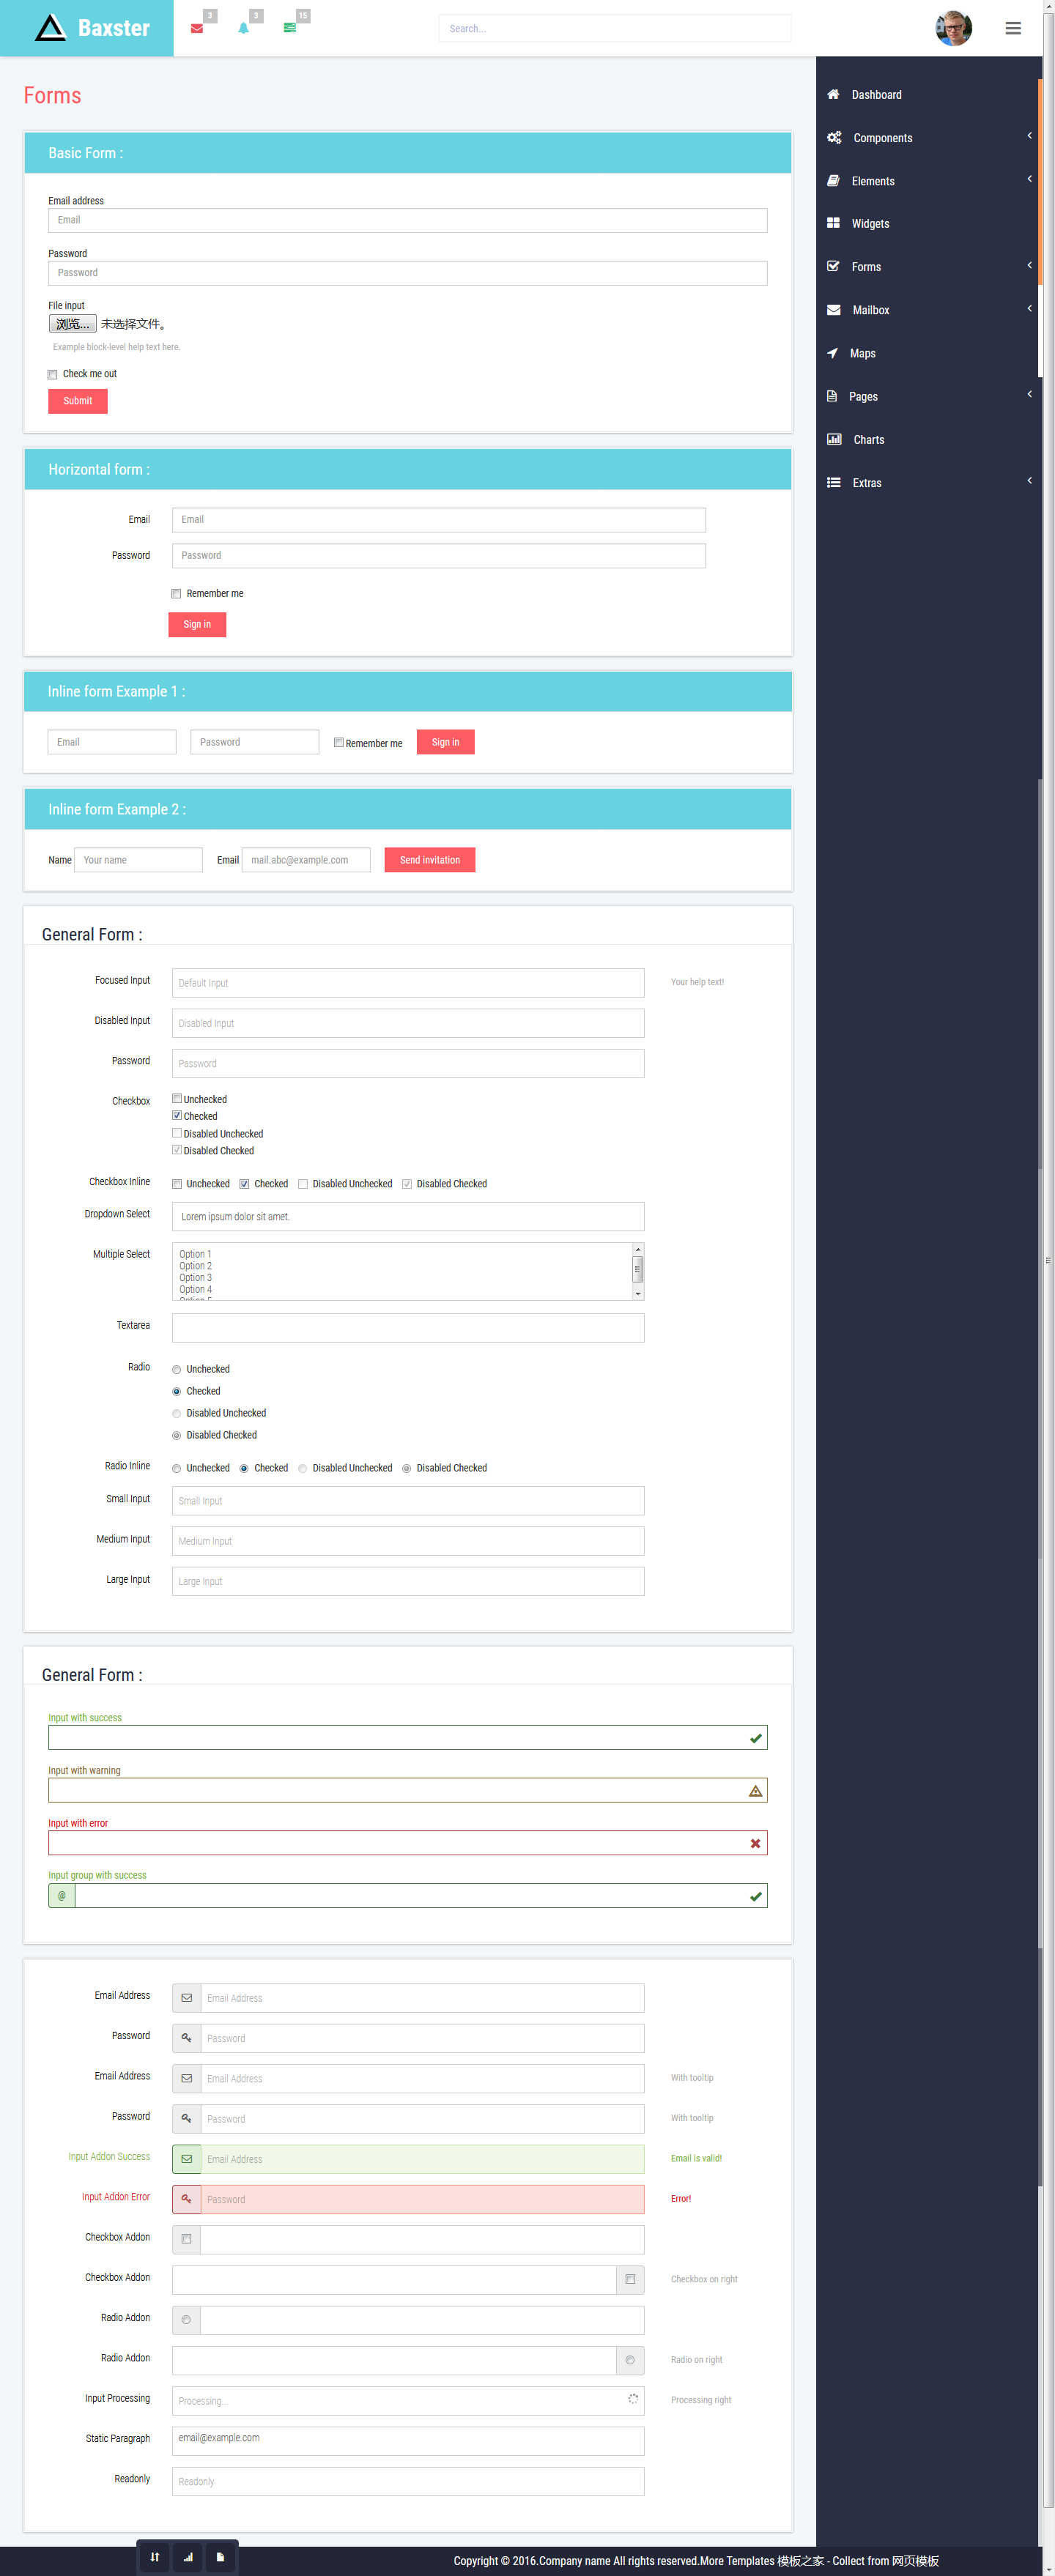 Baxster
3
3
15
Search...
Forms
Dashboard
Components
Elements
Widgets
Forms
Mailbox
Maps
Pages
Charts
Extras
Basic Form :
Email address
Email
Password
Password
File input
浏览... 未选择文件。
Example block-level help text here.
Check me out
Submit
Horizontal form :
Email Email
Password Password
Remember me
Sign in
Inline form Example 1 :
Email Password Remember me Sign in
Inline form Example 2 :
Name Your name Email mail.abc@example.com Send invitation
General Form :
Focused Input Default Input Your help text!
Disabled Input Disabled Input
Password Password
Checkbox Unchecked
Checked
Disabled Unchecked
Disabled Checked
Checkbox Inline Unchecked Checked Disabled Unchecked Disabled Checked
Dropdown Select Lorem ipsum dolor sit amet.
Multiple Select Option 1
Option 2
Option 3
Option 4
Option 5
Textarea
Radio Unchecked
Checked
Disabled Unchecked
Disabled Checked
Radio Inline Unchecked Checked Disabled Unchecked Disabled Checked
Small Input Small Input
Medium Input Medium Input
Large Input Large Input
General Form :
Input with success
Input with warning
Input with error
Input group with success
@
Email Address Email Address
Password Password
Email Address Email Address With tooltip
Password Password With tooltip
Input Addon Success Email Address Email is valid!
Input Addon Error Password Error!
Checkbox Addon
Checkbox Addon Checkbox on right
Radio Addon
Radio Addon Radio on right
Input Processing Processing... Processing right
Static Paragraph email@example.com
Readonly Readonly
Copyright © 2016.Company name All rights reserved.More Templates 模板之家 - Collect from 网页模板